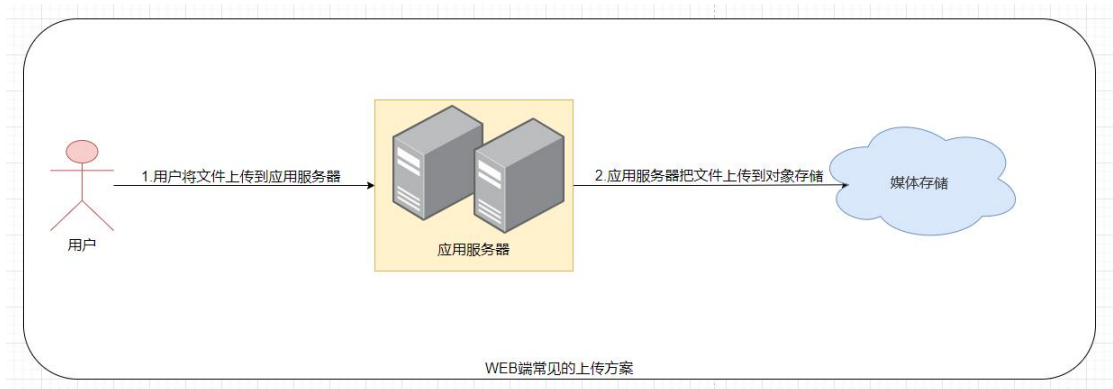 1.用户将文件上传到应用服务器
2.应用服务器把文件上传到对象存储
媒体存储
用户
应用服务器
WEB端常见的上传方案